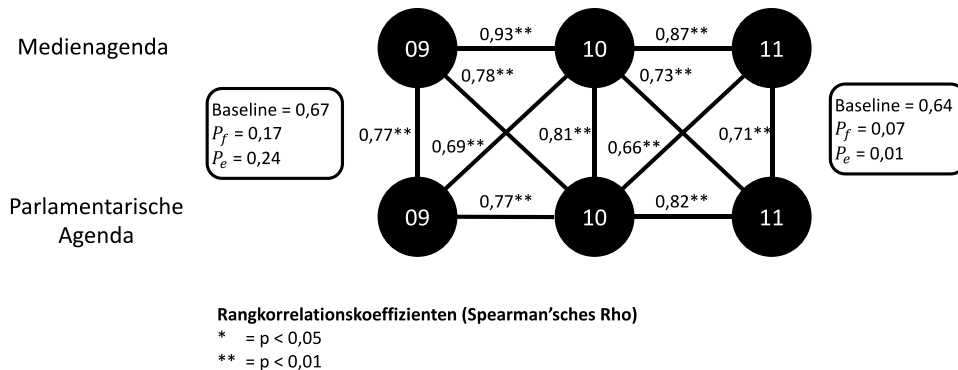 Medienagenda
09
0,93**
10
0,87**
11
0,78**
0,73**
Baseline = 0,67
P_f = 0,17
P_e = 0,24
0,77**
0,69**
0,81**
0,66**
0,71**
Baseline = 0,64
P_f = 0,07
P_e = 0,01
Parlamentarische
Agenda
09
0,77**
10
0,82**
11
Rangkorrelationskoeffizienten (Spearman’sches Rho)
* = p < 0,05
** = p < 0,01